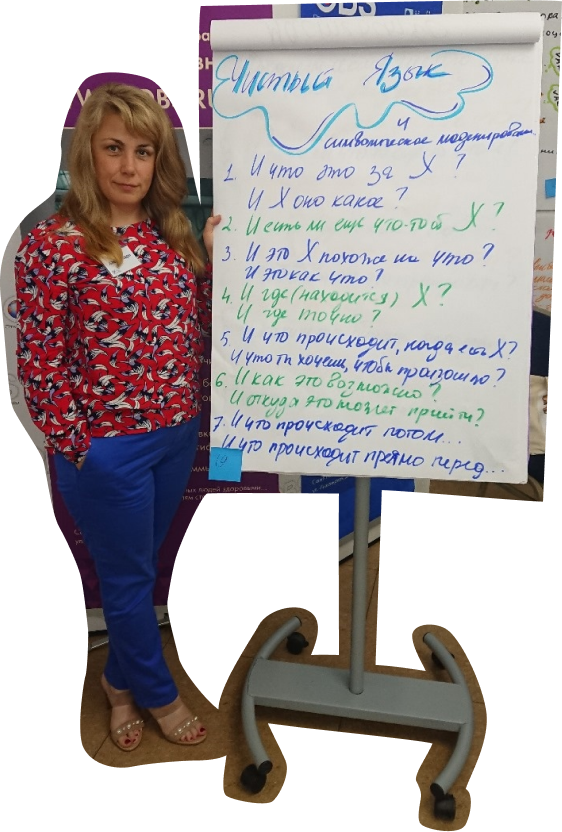 Чистый Язык
и
символическое моделирование.
1. И что это за X ?
И X оно какое?
2. И есть ли еще что-то об X?
3. И это X похоже на что?
И это как что?
4. И где (находится) X?
И где точно?
5. И что происходит, когда есть X?
И что ты хочешь, чтобы произошло?
6. И как это возможно?
И откуда это может прийти?
7. И что происходит потом...
И что происходит прямо перед...
19
OBS